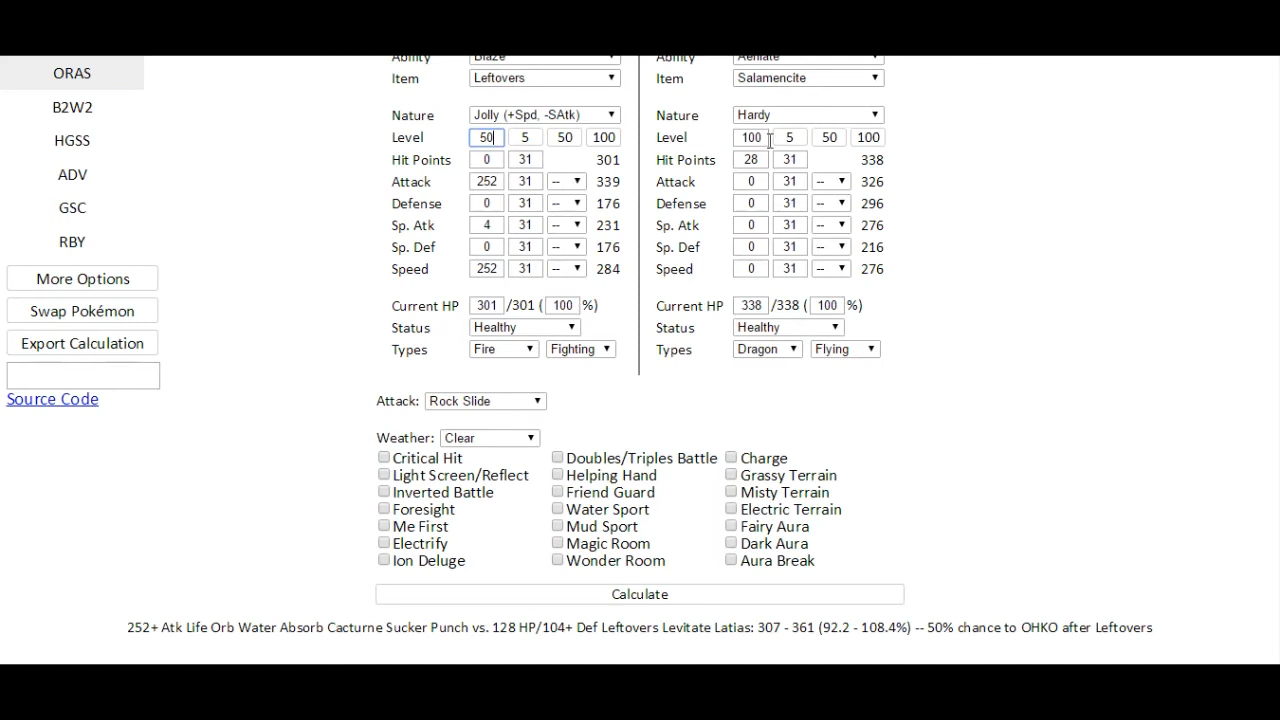 ORAS
B2W2
HGSS
ADV
GSC
RBY
More Options
Swap Pokémon
Export Calculation
Source Code
Ability Blaze
Item Leftovers
Nature Jolly (+Spd, -SAtk)
Level 50 5 50 100
Hit Points 0 31 301
Attack 252 31 -- 339
Defense 0 31 -- 176
Sp. Atk 4 31 -- 231
Sp. Def 0 31 -- 176
Speed 252 31 -- 284
Current HP 301 /301 ( 100 %)
Status Healthy
Types Fire Fighting
Ability Aerilate
Item Salamencite
Nature Hardy
Level 100 5 50 100
Hit Points 28 31 338
Attack 0 31 -- 326
Defense 0 31 -- 296
Sp. Atk 0 31 -- 276
Sp. Def 0 31 -- 216
Speed 0 31 -- 276
Current HP 338 /338 ( 100 %)
Status Healthy
Types Dragon Flying
Attack: Rock Slide
Weather: Clear
Critical Hit Doubles/Triples Battle Charge
Light Screen/Reflect Helping Hand Grassy Terrain
Inverted Battle Friend Guard Misty Terrain
Foresight Water Sport Electric Terrain
Me First Mud Sport Fairy Aura
Electrify Magic Room Dark Aura
Ion Deluge Wonder Room Aura Break
Calculate
252+ Atk Life Orb Water Absorb Cacturne Sucker Punch vs. 128 HP/104+ Def Leftovers Levitate Latias: 307 - 361 (92.2 - 108.4%) -- 50% chance to OHKO after Leftovers